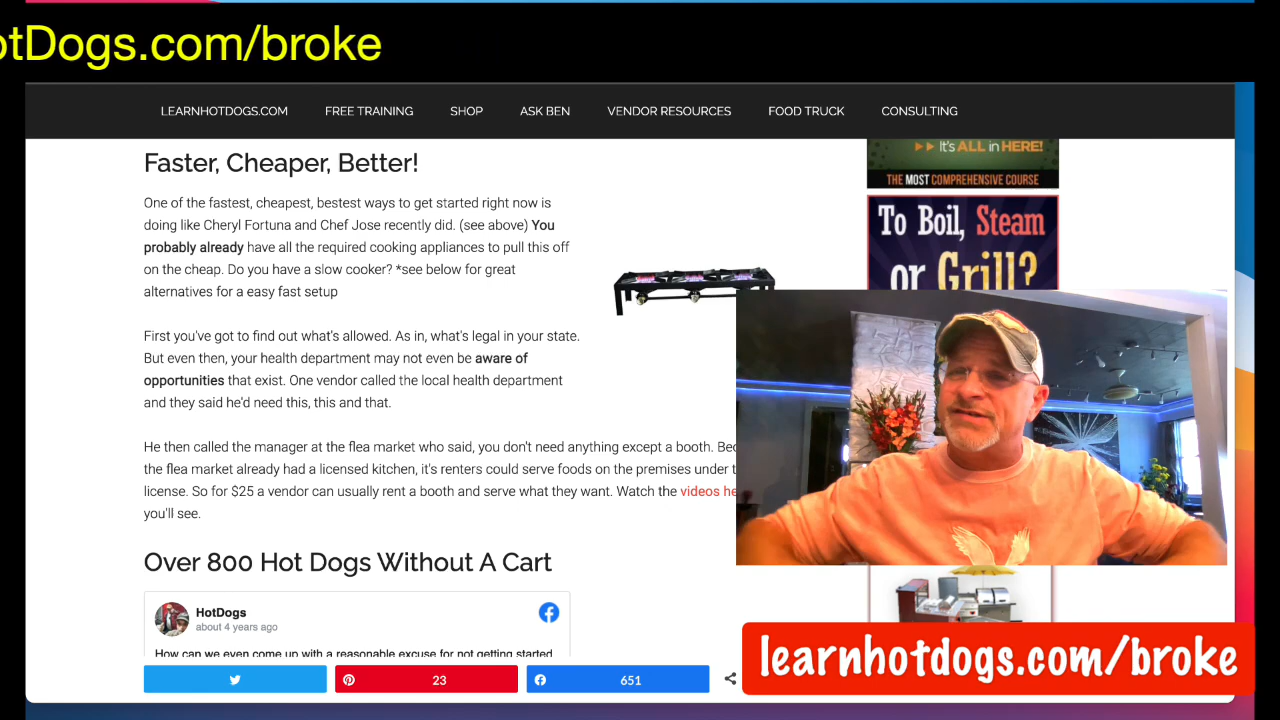 otDogs.com/broke
LEARNHOTDOGS.COM FREE TRAINING SHOP ASK BEN VENDOR RESOURCES FOOD TRUCK CONSULTING
Faster, Cheaper, Better!
One of the fastest, cheapest, bestest ways to get started right now is
doing like Cheryl Fortuna and Chef Jose recently did. (see above) You
probably already have all the required cooking appliances to pull this off
on the cheap. Do you have a slow cooker? *see below for great
alternatives for a easy fast setup
First you've got to find out what's allowed. As in, what's legal in your state.
But even then, your health department may not even be aware of
opportunities that exist. One vendor called the local health department
and they said he'd need this, this and that.
He then called the manager at the flea market who said, you don't need anything except a booth. Bec
the flea market already had a licensed kitchen, it's renters could serve foods on the premises under t
license. So for $25 a vendor can usually rent a booth and serve what they want. Watch the videos he
you'll see.
Over 800 Hot Dogs Without A Cart
HotDogs
about 4 years ago
How can we even come up with a reasonable excuse for not getting started
23
651
It's ALL in HERE!
THE MOST COMPREHENSIVE COURSE
To Boil, Steam
or Grill?
learnhotdogs.com/broke